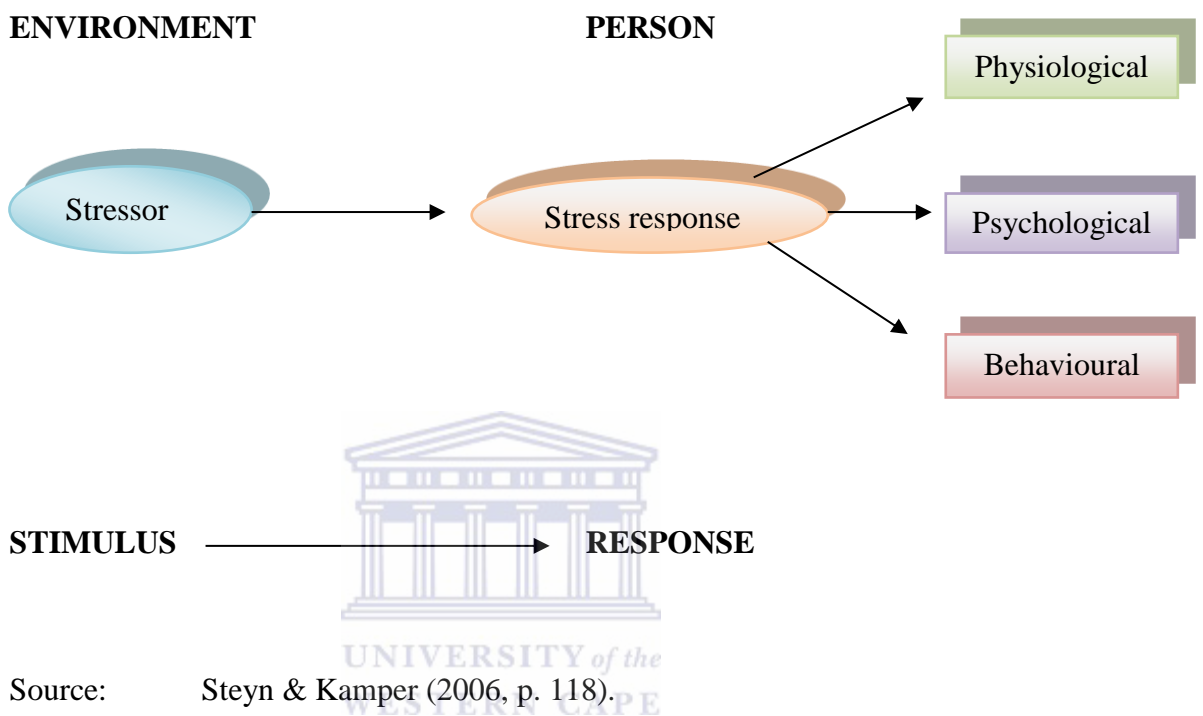 ENVIRONMENT PERSON
Physiological
Stressor
Stress response
Psychological
Behavioural
STIMULUS RESPONSE
UNIVERSITY of the
WESTERN CAPE
Source: Steyn & Kamper (2006, p. 118).